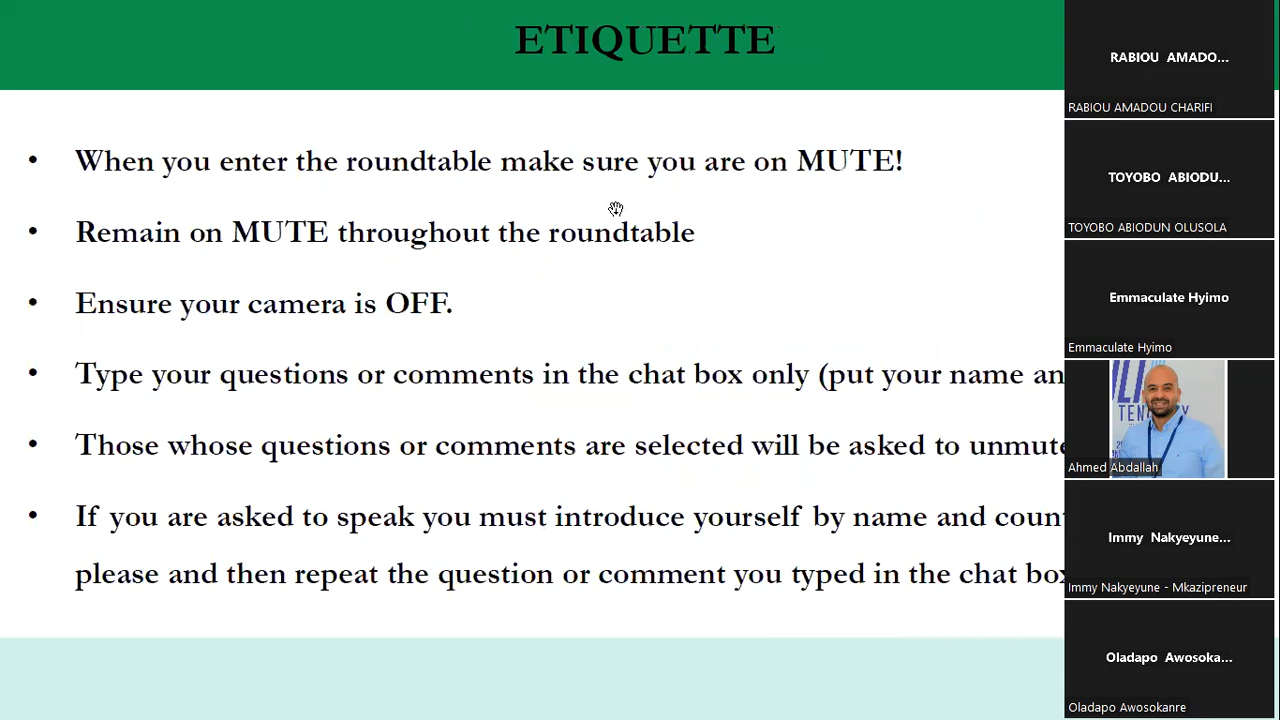 ETIQUETTE
• When you enter the roundtable make sure you are on MUTE!
• Remain on MUTE throughout the roundtable
• Ensure your camera is OFF.
• Type your questions or comments in the chat box only (put your name an
• Those whose questions or comments are selected will be asked to unmute
• If you are asked to speak you must introduce yourself by name and coun
please and then repeat the question or comment you typed in the chat box
RABIOU AMADO...
RABIOU AMADOU CHARIFI
TOYOBO ABIODU...
TOYOBO ABIODUN OLUSOLA
Emmaculate Hyimo
Emmaculate Hyimo
TEN
Ahmed Abdallah
Immy Nakyeyune...
Immy Nakyeyune - Mkazipreneur
Oladapo Awosoka...
Oladapo Awosokanre